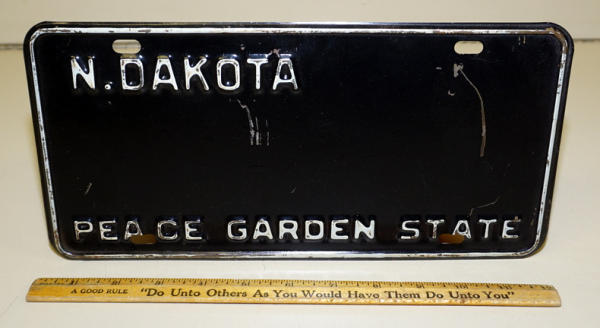 N. DAKOTA
PEACE GARDEN STATE
A GOOD RULE "Do Unto Others As You Would Have Them Do Unto You"